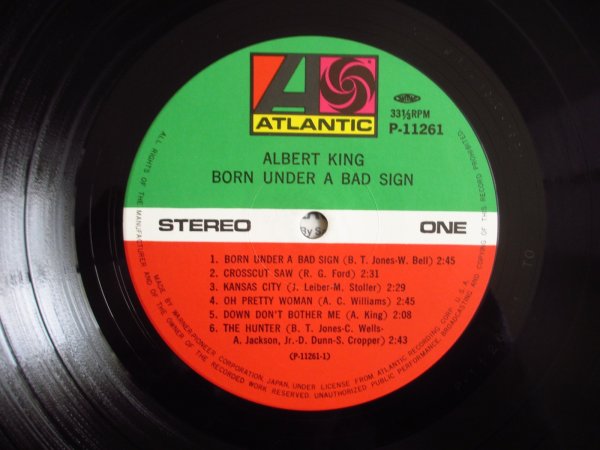 ATLANTIC
33⅓RPM
P-11261
ALBERT KING
BORN UNDER A BAD SIGN
STEREO
ONE
By S
1. BORN UNDER A BAD SIGN (B. T. Jones-W. Bell) 2:45
2. CROSSCUT SAW (R. G. Ford) 2:31
3. KANSAS CITY (J. Leiber-M. Stoller) 2:29
4. OH PRETTY WOMAN (A. C. Williams) 2:45
5. DOWN DON'T BOTHER ME (A. King) 2:08
6. THE HUNTER (B. T. Jones-C. Wells-
A. Jackson, Jr.-D. Dunn-S. Cropper) 2:43
(P-11261-1)
MADE BY WARNER-PIONEER CORPORATION, JAPAN, UNDER LICENSE FROM ATLANTIC RECORDING CORP. U.S.A.
ALL RIGHTS OF THE MANUFACTURER AND OF THE OWNER OF THE RECORDED WORK RESERVED. UNAUTHORIZED PUBLIC PERFORMANCE, BROADCASTING AND COPYING OF THIS RECORD PROHIBITED